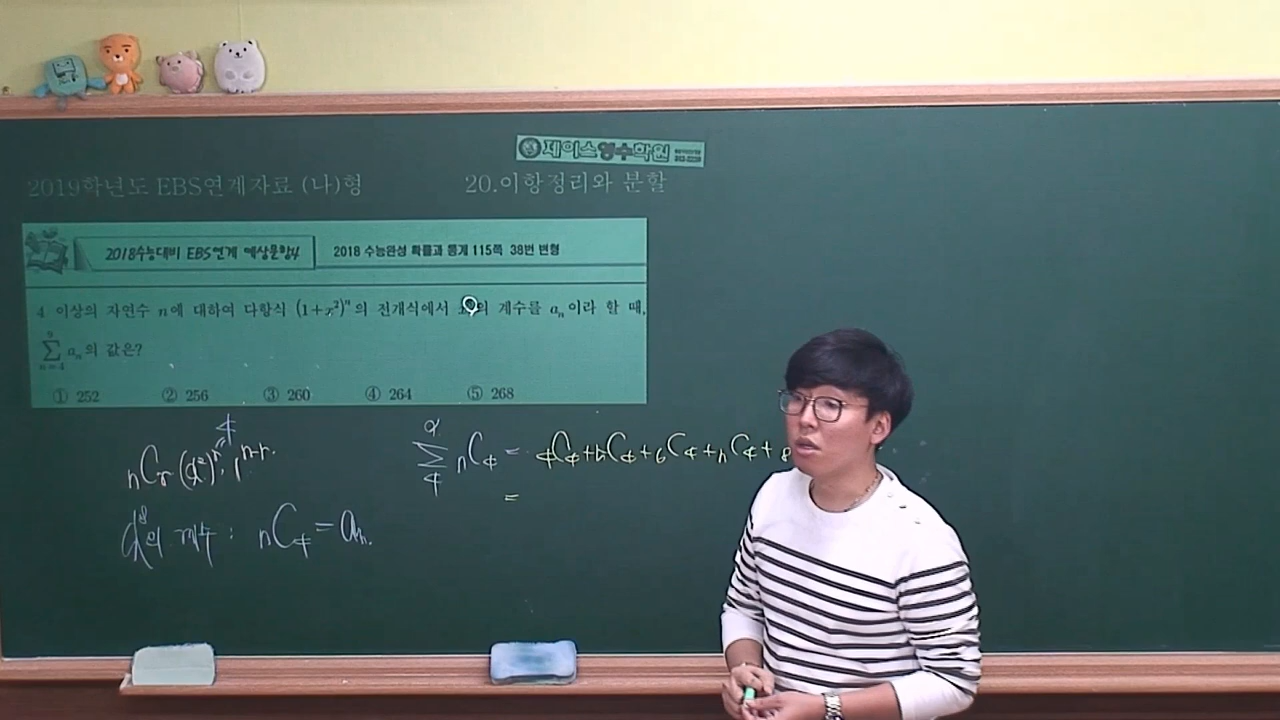 제이스영수학원
2019학년도 EBS연계자료 (나)형
20.이항정리와 분할
2018수능대비 EBS연계 예상문항4
2018 수능완성 확률과 통계 115쪽 38번 변형
4 이상의 자연수 n에 대하여 다항식 (1+x²)ⁿ의 전개식에서 의 계수를 aₙ이라 할 때,
∑ₙ₌₄⁹ aₙ의 값은?
① 252 ② 256 ③ 260 ④ 264 ⑤ 268
ₙCᵣ (x²)ʳ · 1ⁿ⁻ʳ
4
x⁸의 계수 : ₙC₄ = aₙ.
∑₄⁹ ₙC₄ = ₄C₄+₅C₄+₆C₄+₇C₄+₈
=